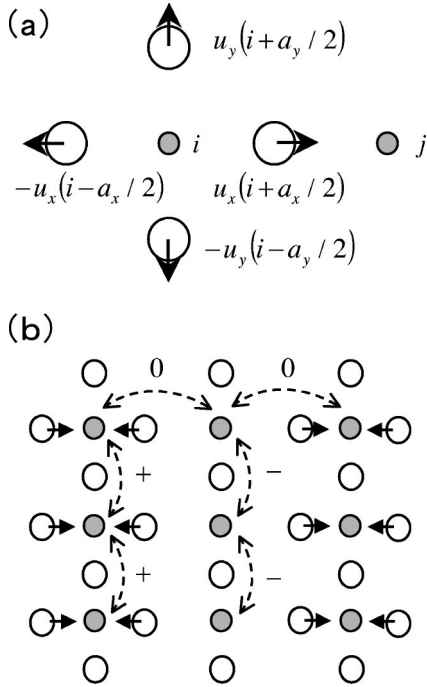 (a)
u_y(i+a_y/2)
i
j
-u_x(i-a_x/2)
u_x(i+a_x/2)
-u_y(i-a_y/2)
(b)
0 0
+ −
+ −